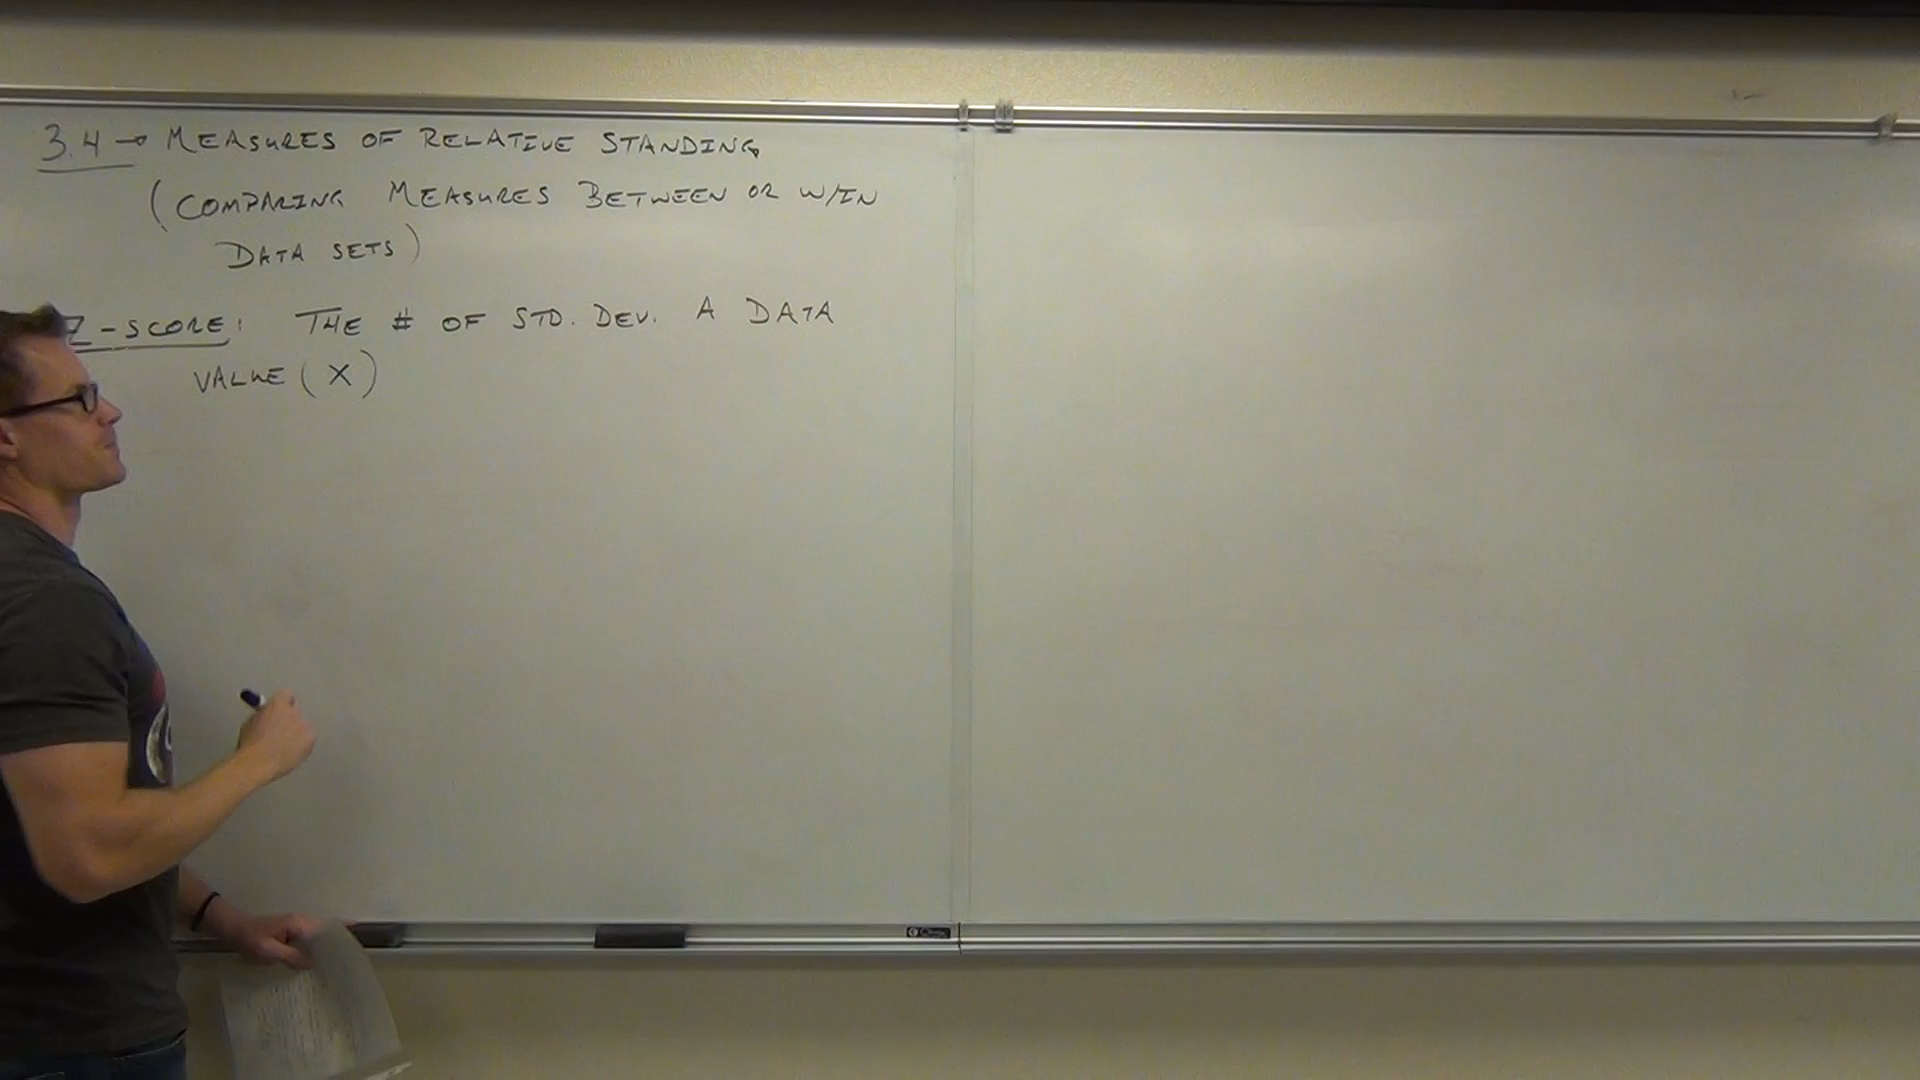 3.4 → MEASURES OF RELATIVE STANDING
(COMPARING MEASURES BETWEEN OR W/IN
DATA SETS)
Z-SCORE: THE # OF STD. DEV. A DATA
VALUE (X)